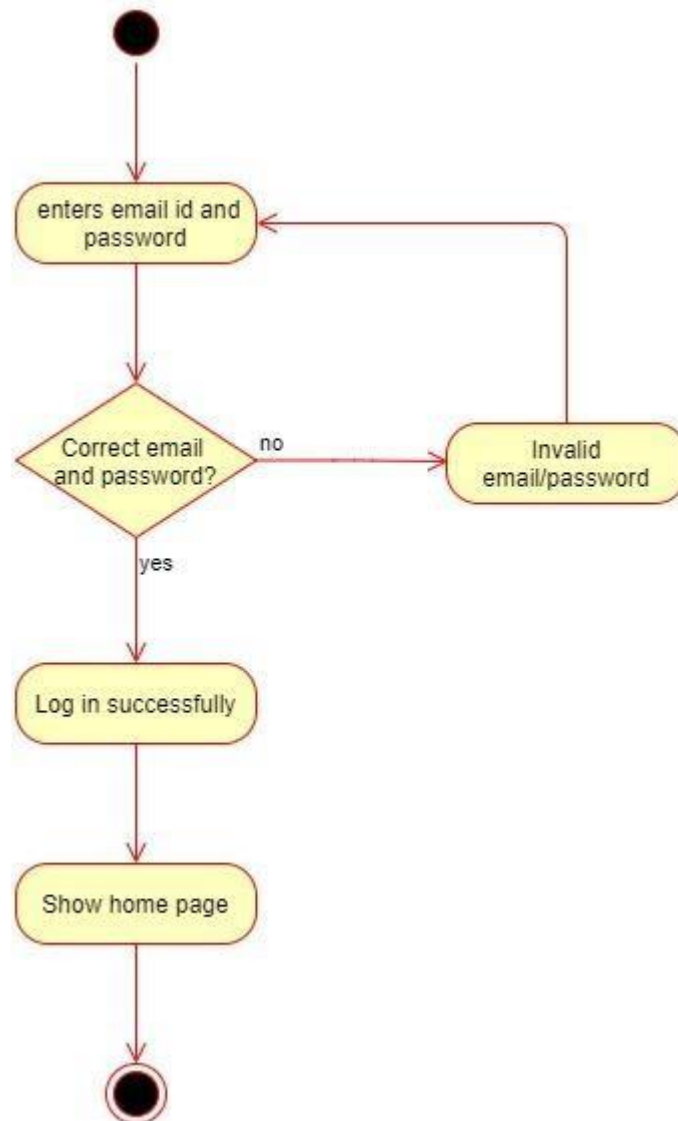 enters email id and
password
Correct email
and password?
no
Invalid
email/password
yes
Log in successfully
Show home page